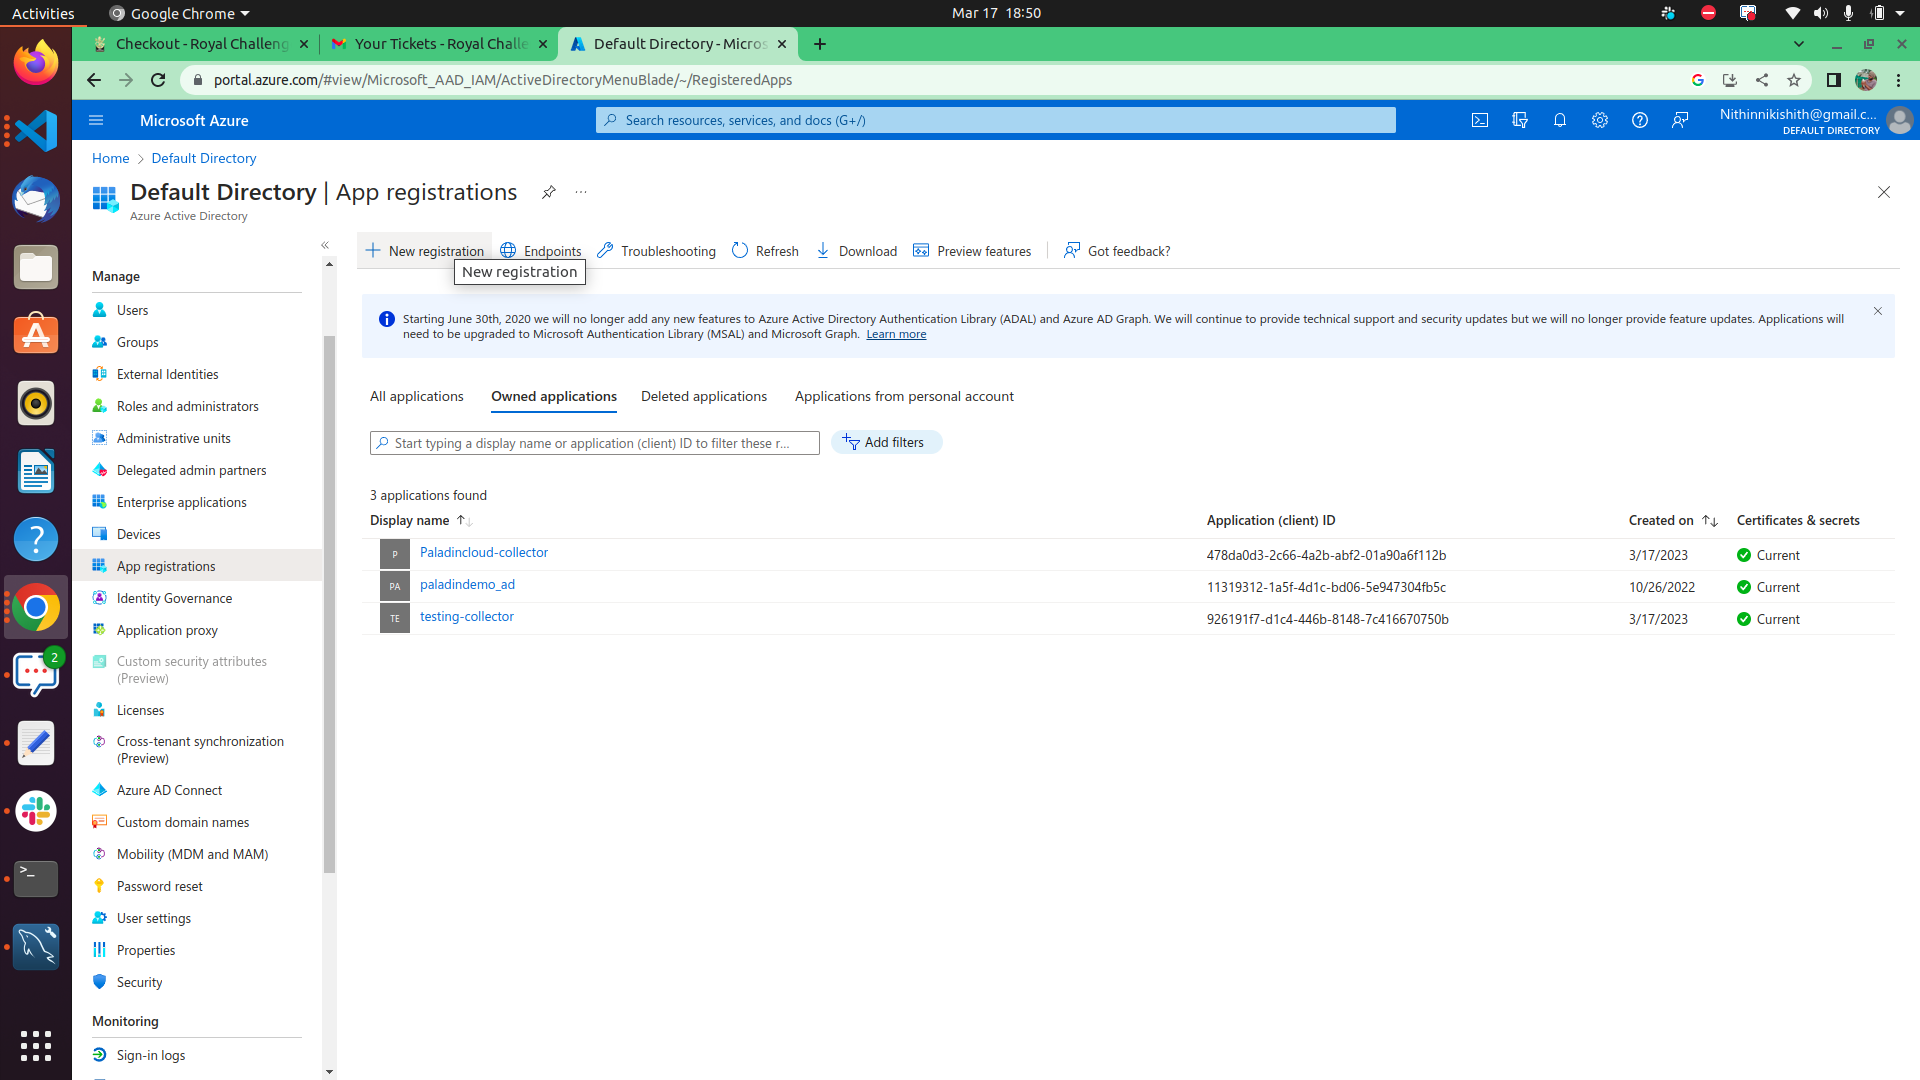 Activities
Google Chrome
Mar 17 18:50
Checkout - Royal Challeng
Your Tickets - Royal Challe
Default Directory - Micros
portal.azure.com/#view/Microsoft_AAD_IAM/ActiveDirectoryMenuBlade/~/RegisteredApps
Microsoft Azure
Search resources, services, and docs (G+/)
Nithinnikishith@gmail.c...
DEFAULT DIRECTORY
Home > Default Directory
Default Directory | App registrations
...
Azure Active Directory
New registration
Endpoints
Troubleshooting
Refresh
Download
Preview features
Got feedback?
New registration
Manage
Users
Groups
External Identities
Roles and administrators
Administrative units
Delegated admin partners
Enterprise applications
Devices
App registrations
Identity Governance
Application proxy
Custom security attributes
(Preview)
Licenses
Cross-tenant synchronization
(Preview)
Azure AD Connect
Custom domain names
Mobility (MDM and MAM)
Password reset
User settings
Properties
Security
Monitoring
Sign-in logs
Starting June 30th, 2020 we will no longer add any new features to Azure Active Directory Authentication Library (ADAL) and Azure AD Graph. We will continue to provide technical support and security updates but we will no longer provide feature updates. Applications will
need to be upgraded to Microsoft Authentication Library (MSAL) and Microsoft Graph. Learn more
All applications
Owned applications
Deleted applications
Applications from personal account
Start typing a display name or application (client) ID to filter these r...
Add filters
3 applications found
Display name
Application (client) ID
Created on
Certificates & secrets
P Paladincloud-collector 478da0d3-2c66-4a2b-abf2-01a90a6f112b 3/17/2023 Current
PA paladindemo_ad 11319312-1a5f-4d1c-bd06-5e947304fb5c 10/26/2022 Current
TE testing-collector 926191f7-d1c4-446b-8148-7c416670750b 3/17/2023 Current
2